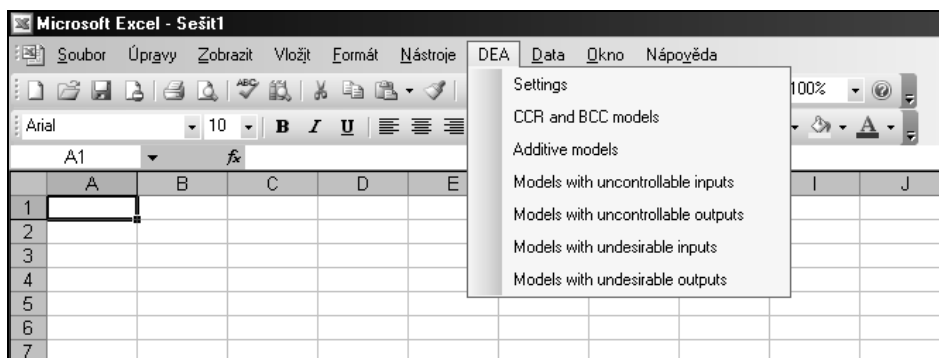 Microsoft Excel - Sešit1
Soubor Úpravy Zobrazit Vložit Formát Nástroje DEA Data Okno Nápověda
100%
Arial 10 B I U A
A1 fx
A B C D E I J
1
2
3
4
5
6
7
Settings
CCR and BCC models
Additive models
Models with uncontrollable inputs
Models with uncontrollable outputs
Models with undesirable inputs
Models with undesirable outputs